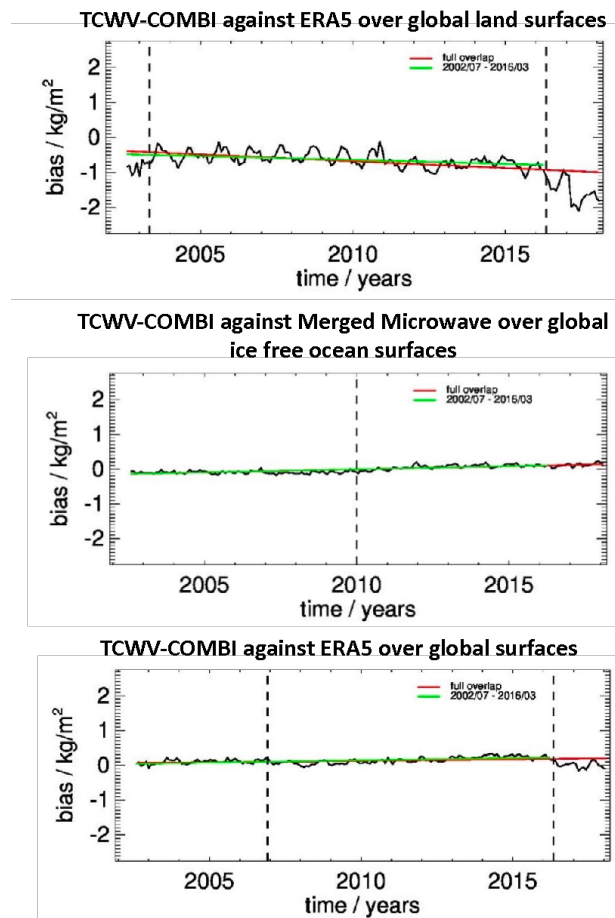 TCWV-COMBI against ERA5 over global land surfaces
full overlap
2002/07 - 2016/03
2
1
0
-1
-2
bias / kg/m²
2005 2010 2015
time / years
TCWV-COMBI against Merged Microwave over global
ice free ocean surfaces
full overlap
2002/07 - 2016/03
2
1
0
-1
-2
bias / kg/m²
2005 2010 2015
time / years
TCWV-COMBI against ERA5 over global surfaces
full overlap
2002/07 - 2016/03
2
1
0
-1
-2
bias / kg/m²
2005 2010 2015
time / years